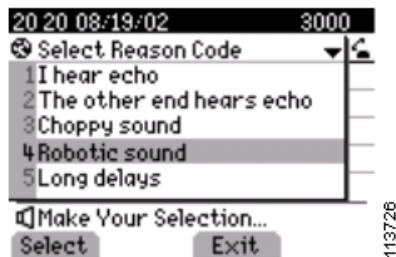 20 20 08/19/02 3000
Select Reason Code
1 I hear echo
2 The other end hears echo
3 Choppy sound
4 Robotic sound
5 Long delays
Make Your Selection...
Select Exit
113726